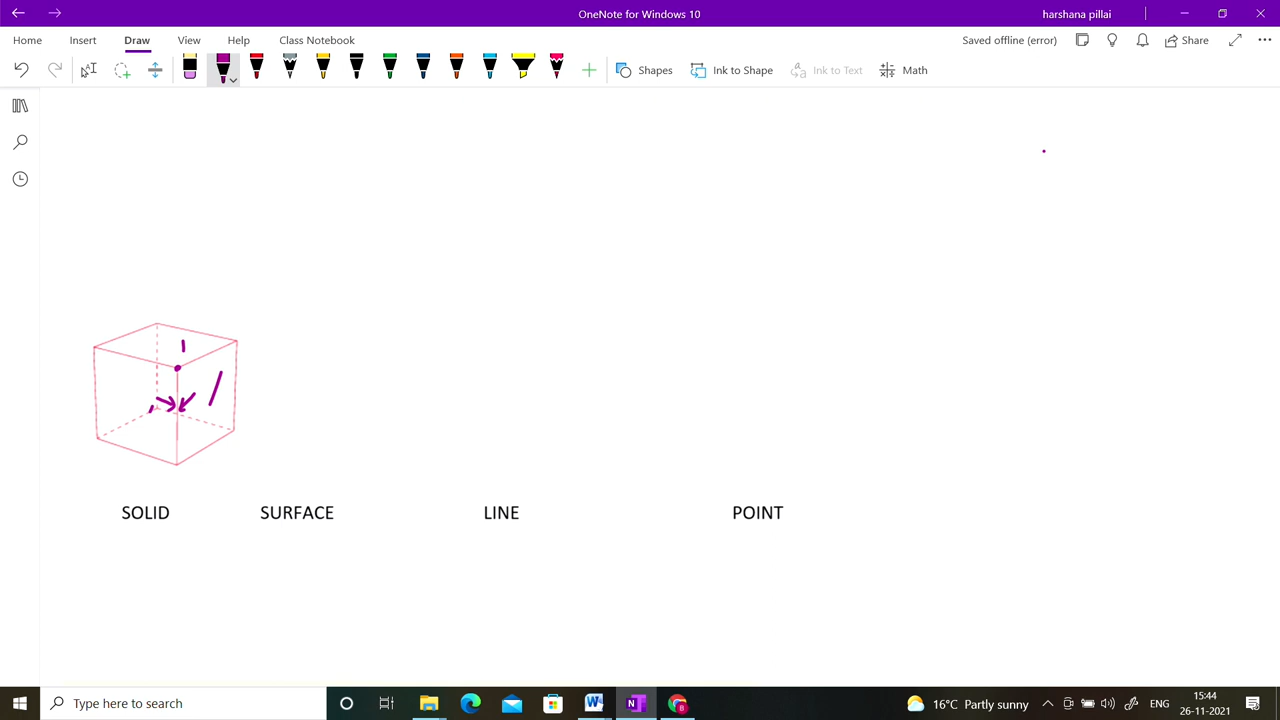 OneNote for Windows 10
harshana pillai
Home Insert Draw View Help Class Notebook
Saved offline (error)
Share
Shapes
Ink to Shape
Ink to Text
Math
SOLID SURFACE LINE POINT
Type here to search
16°C Partly sunny
ENG
15:44
26-11-2021